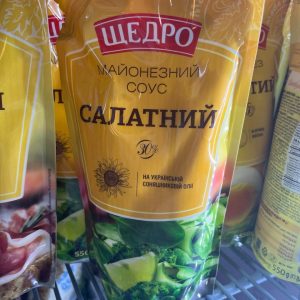 ЩЕДРО
МАЙОНЕЗНИЙ
СОУС
САЛАТНИЙ
30%
НА УКРАЇНСЬКІЙ
СОНЯШНИКОВІЙ ОЛІЇ